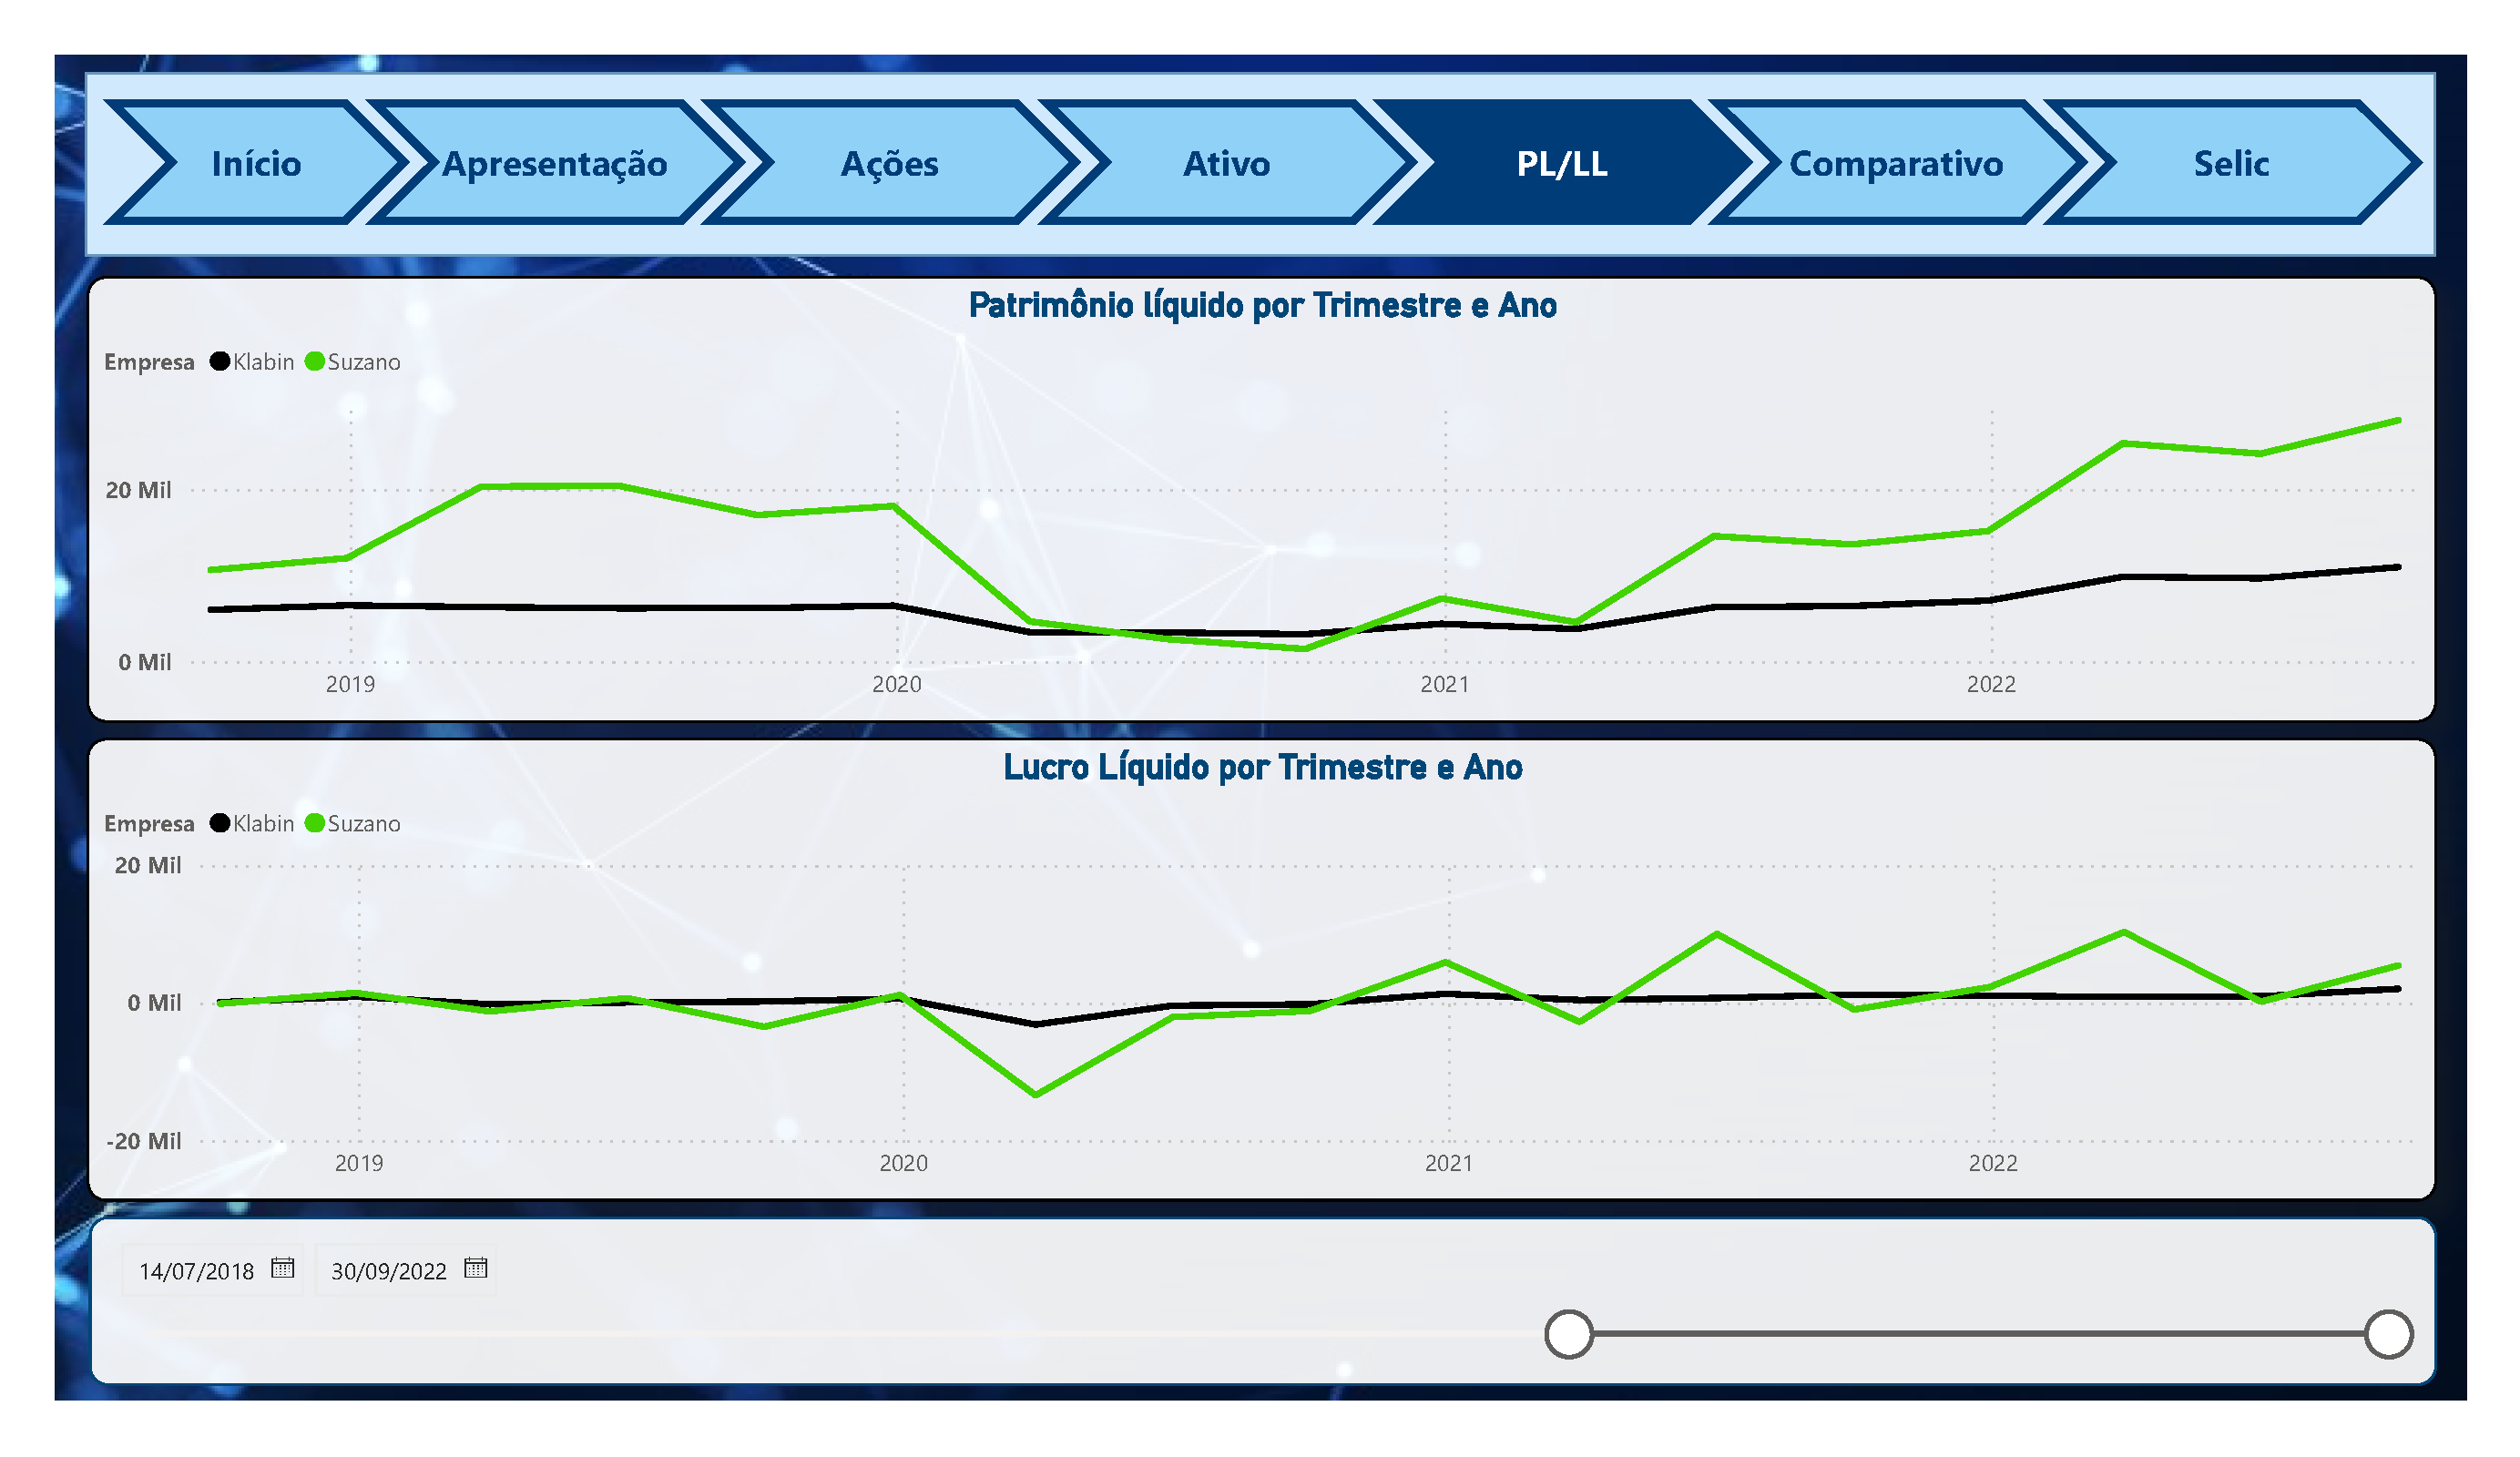 Início Apresentação Ações Ativo PL/LL Comparativo Selic
Patrimônio líquido por Trimestre e Ano
Empresa Klabin Suzano
20 Mil
0 Mil
2019 2020 2021 2022
Lucro Líquido por Trimestre e Ano
Empresa Klabin Suzano
20 Mil
0 Mil
-20 Mil
2019 2020 2021 2022
14/07/2018 30/09/2022